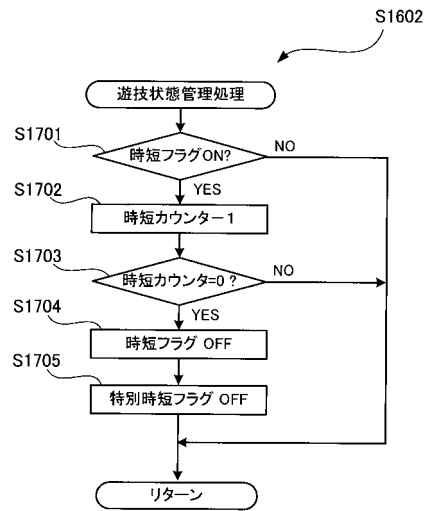 S1602
遊技状態管理処理
S1701
時短フラグON?
NO
YES
S1702
時短カウンター1
S1703
時短カウンタ=0?
NO
YES
S1704
時短フラグ OFF
S1705
特別時短フラグ OFF
リターン